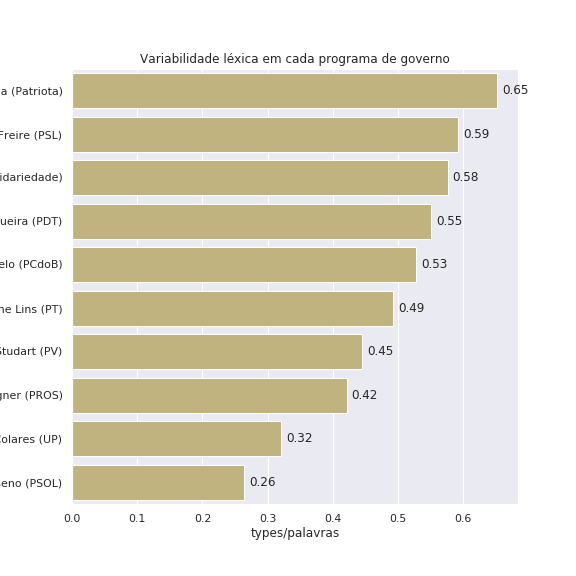 Variabilidade léxica em cada programa de governo
a (Patriota) 0.65
Freire (PSL) 0.59
idariedade) 0.58
ueira (PDT) 0.55
elo (PCdoB) 0.53
ne Lins (PT) 0.49
Studart (PV) 0.45
gner (PROS) 0.42
Colares (UP) 0.32
eno (PSOL) 0.26
0.0 0.1 0.2 0.3 0.4 0.5 0.6
types/palavras